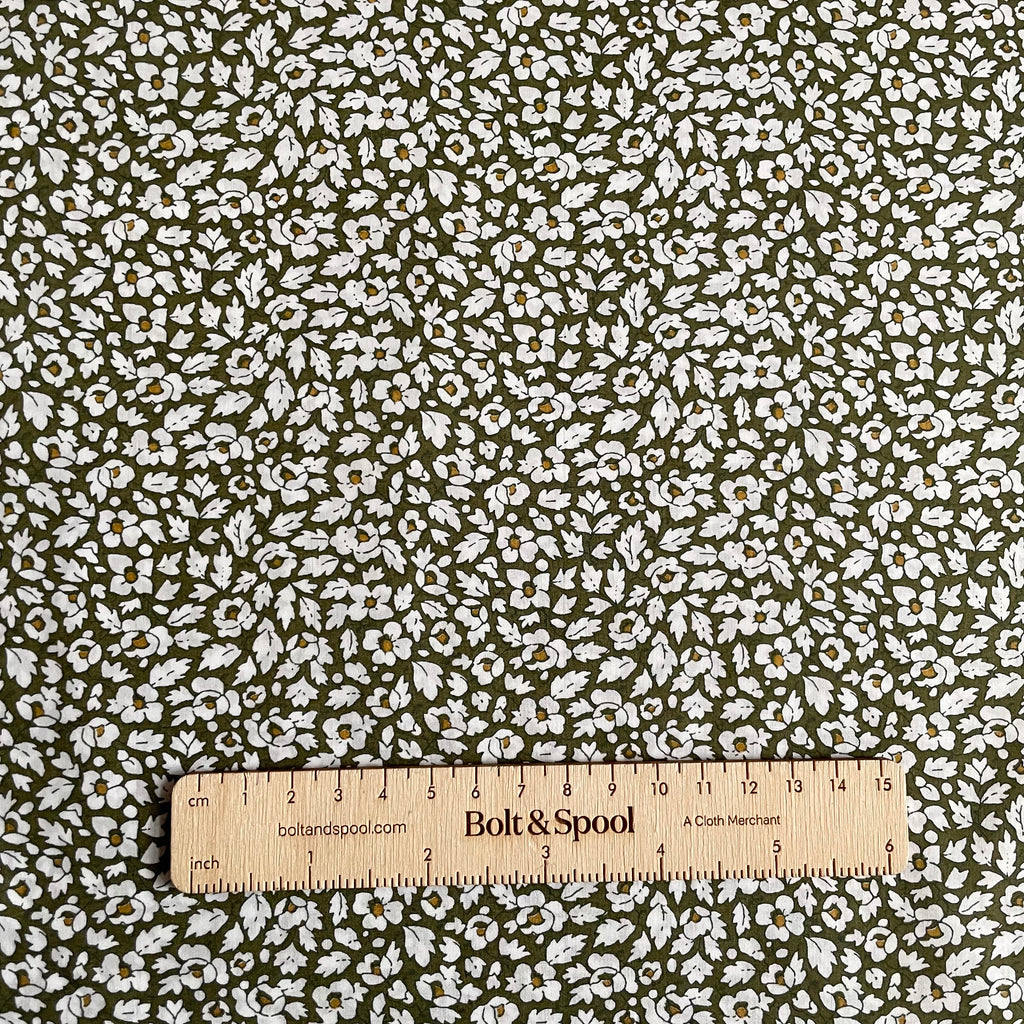 cm 1 2 3 4 5 6 7 8 9 10 11 12 13 14 15
boltandspool.com Bolt & Spool A Cloth Merchant
inch 1 2 3 4 5 6